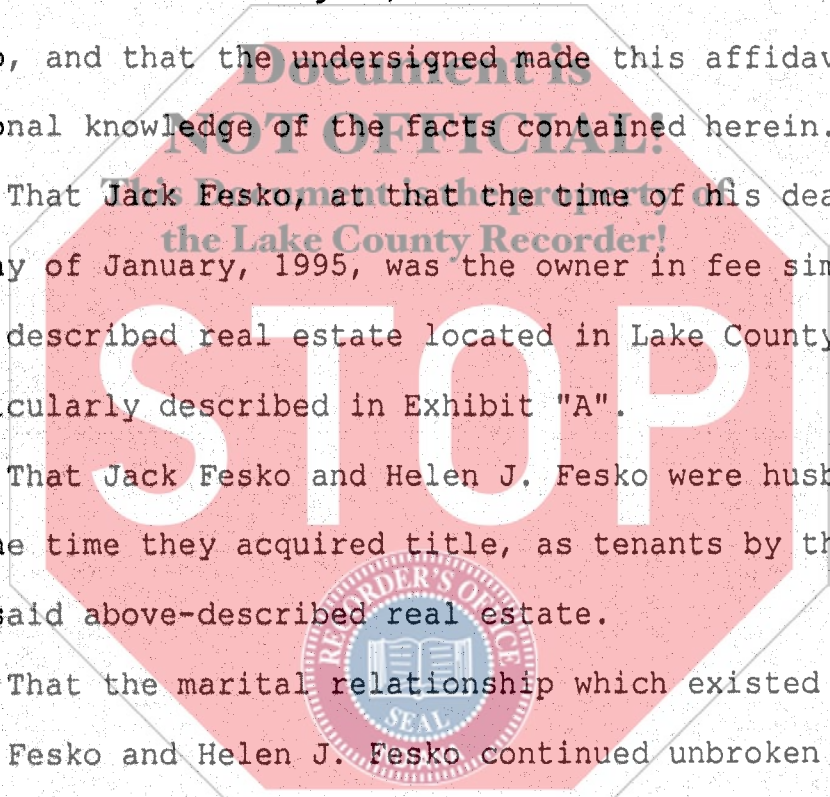 , and that the undersigned made this affidav
onal knowledge of the facts contained herein.
That Jack Fesko, at that the time of his dea
y of January, 1995, was the owner in fee sim
described real estate located in Lake County
cularly described in Exhibit "A".
That Jack Fesko and Helen J. Fesko were husb
e time they acquired title, as tenants by th
said above-described real estate.
That the marital relationship which existed
Fesko and Helen J. Fesko continued unbroken
Document is
NOT OFFICIAL!
This Document is the property of
the Lake County Recorder!
STOP
RECORDER'S OFFICE
SEAL